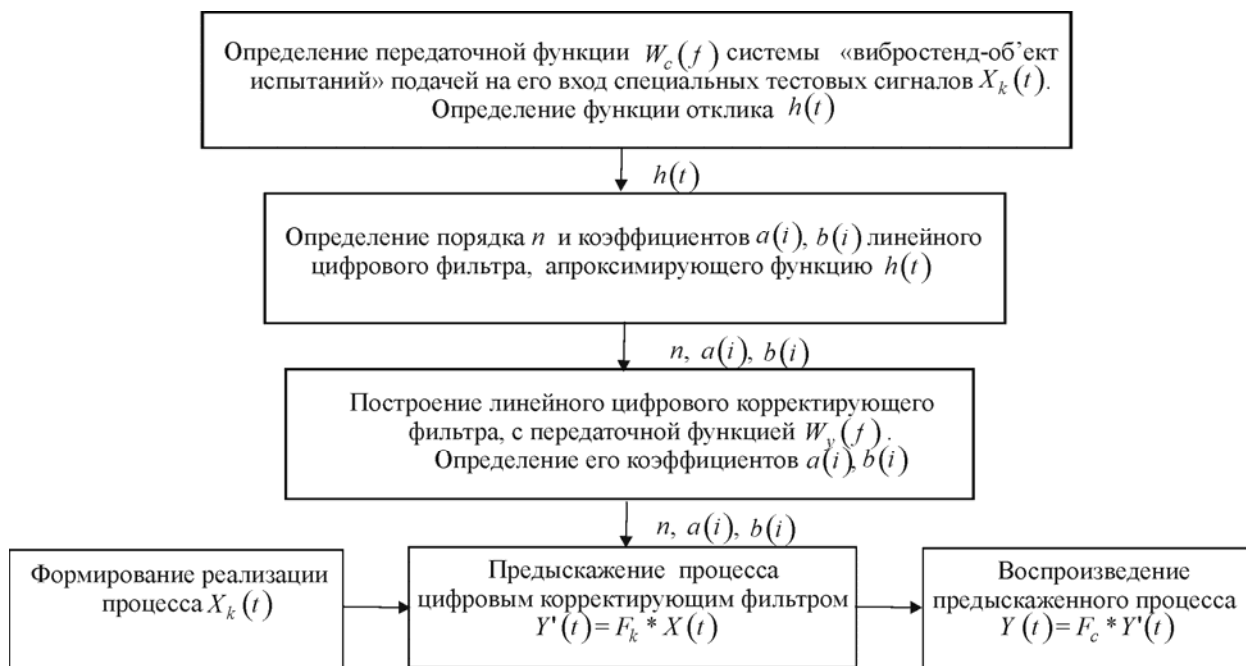 Определение передаточной функции W_c(f) системы «вибростенд-об'ект
испытаний» подачей на его вход специальных тестовых сигналов X_k(t).
Определение функции отклика h(t)
h(t)
Определение порядка n и коэффициентов a(i), b(i) линейного
цифрового фильтра, апроксимирующего функцию h(t)
n, a(i), b(i)
Построение линейного цифрового корректирующего
фильтра, с передаточной функцией W_y(f).
Определение его коэффициентов a(i), b(i)
n, a(i), b(i)
Формирование реализации
процесса X_k(t)
Предыскажение процесса
цифровым корректирующим фильтром
Y'(t) = F_k * X(t)
Воспроизведение
предыскаженного процесса
Y(t) = F_c * Y'(t)